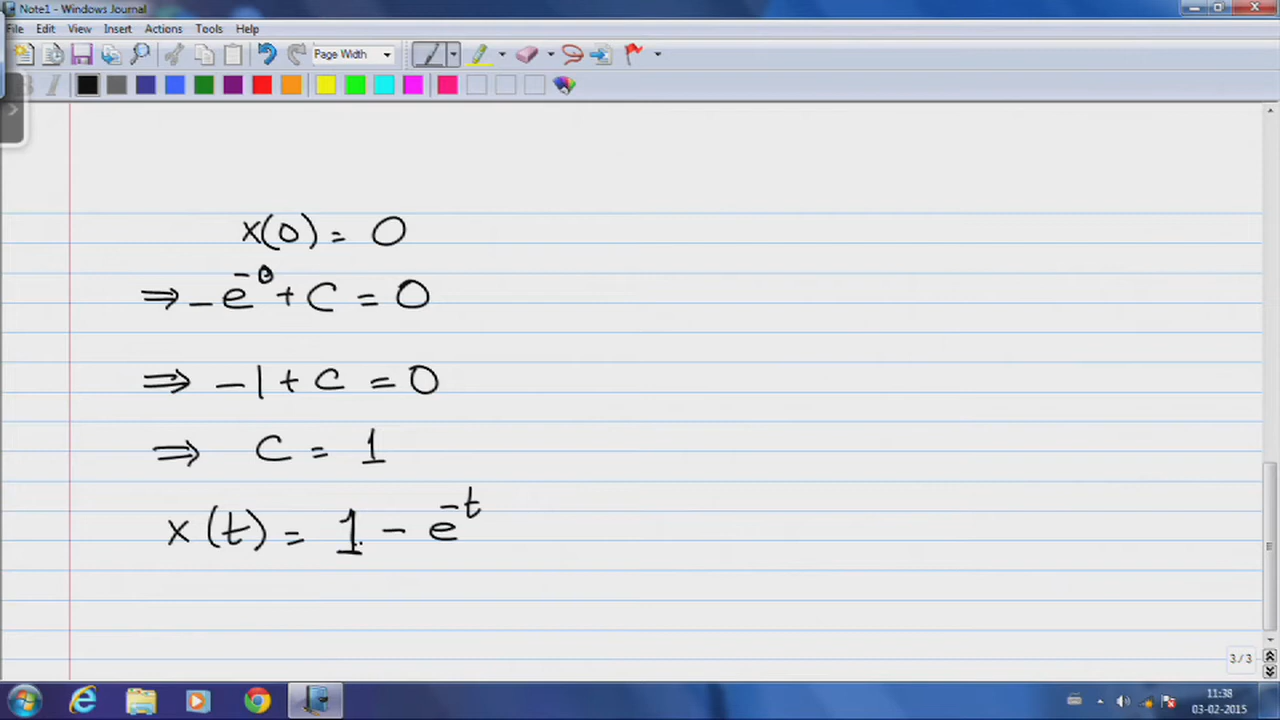 Note1 - Windows Journal
File Edit View Insert Actions Tools Help
Page Width
x(0) = 0
⇒ -e⁻⁰ + C = 0
⇒ -1 + C = 0
⇒ C = 1
x(t) = 1 - e⁻ᵗ
3/3
11:38
03-02-2015